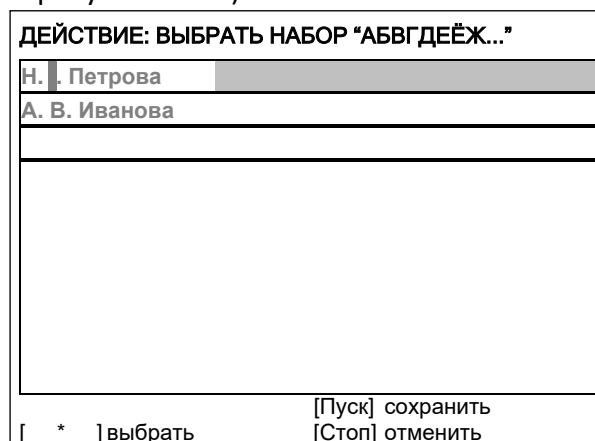 ДЕЙСТВИЕ: ВЫБРАТЬ НАБОР “АБВГДЕЁЖ...”
Н. . Петрова
А. В. Иванова
[Пуск] сохранить
[ * ] выбрать [Стоп] отменить